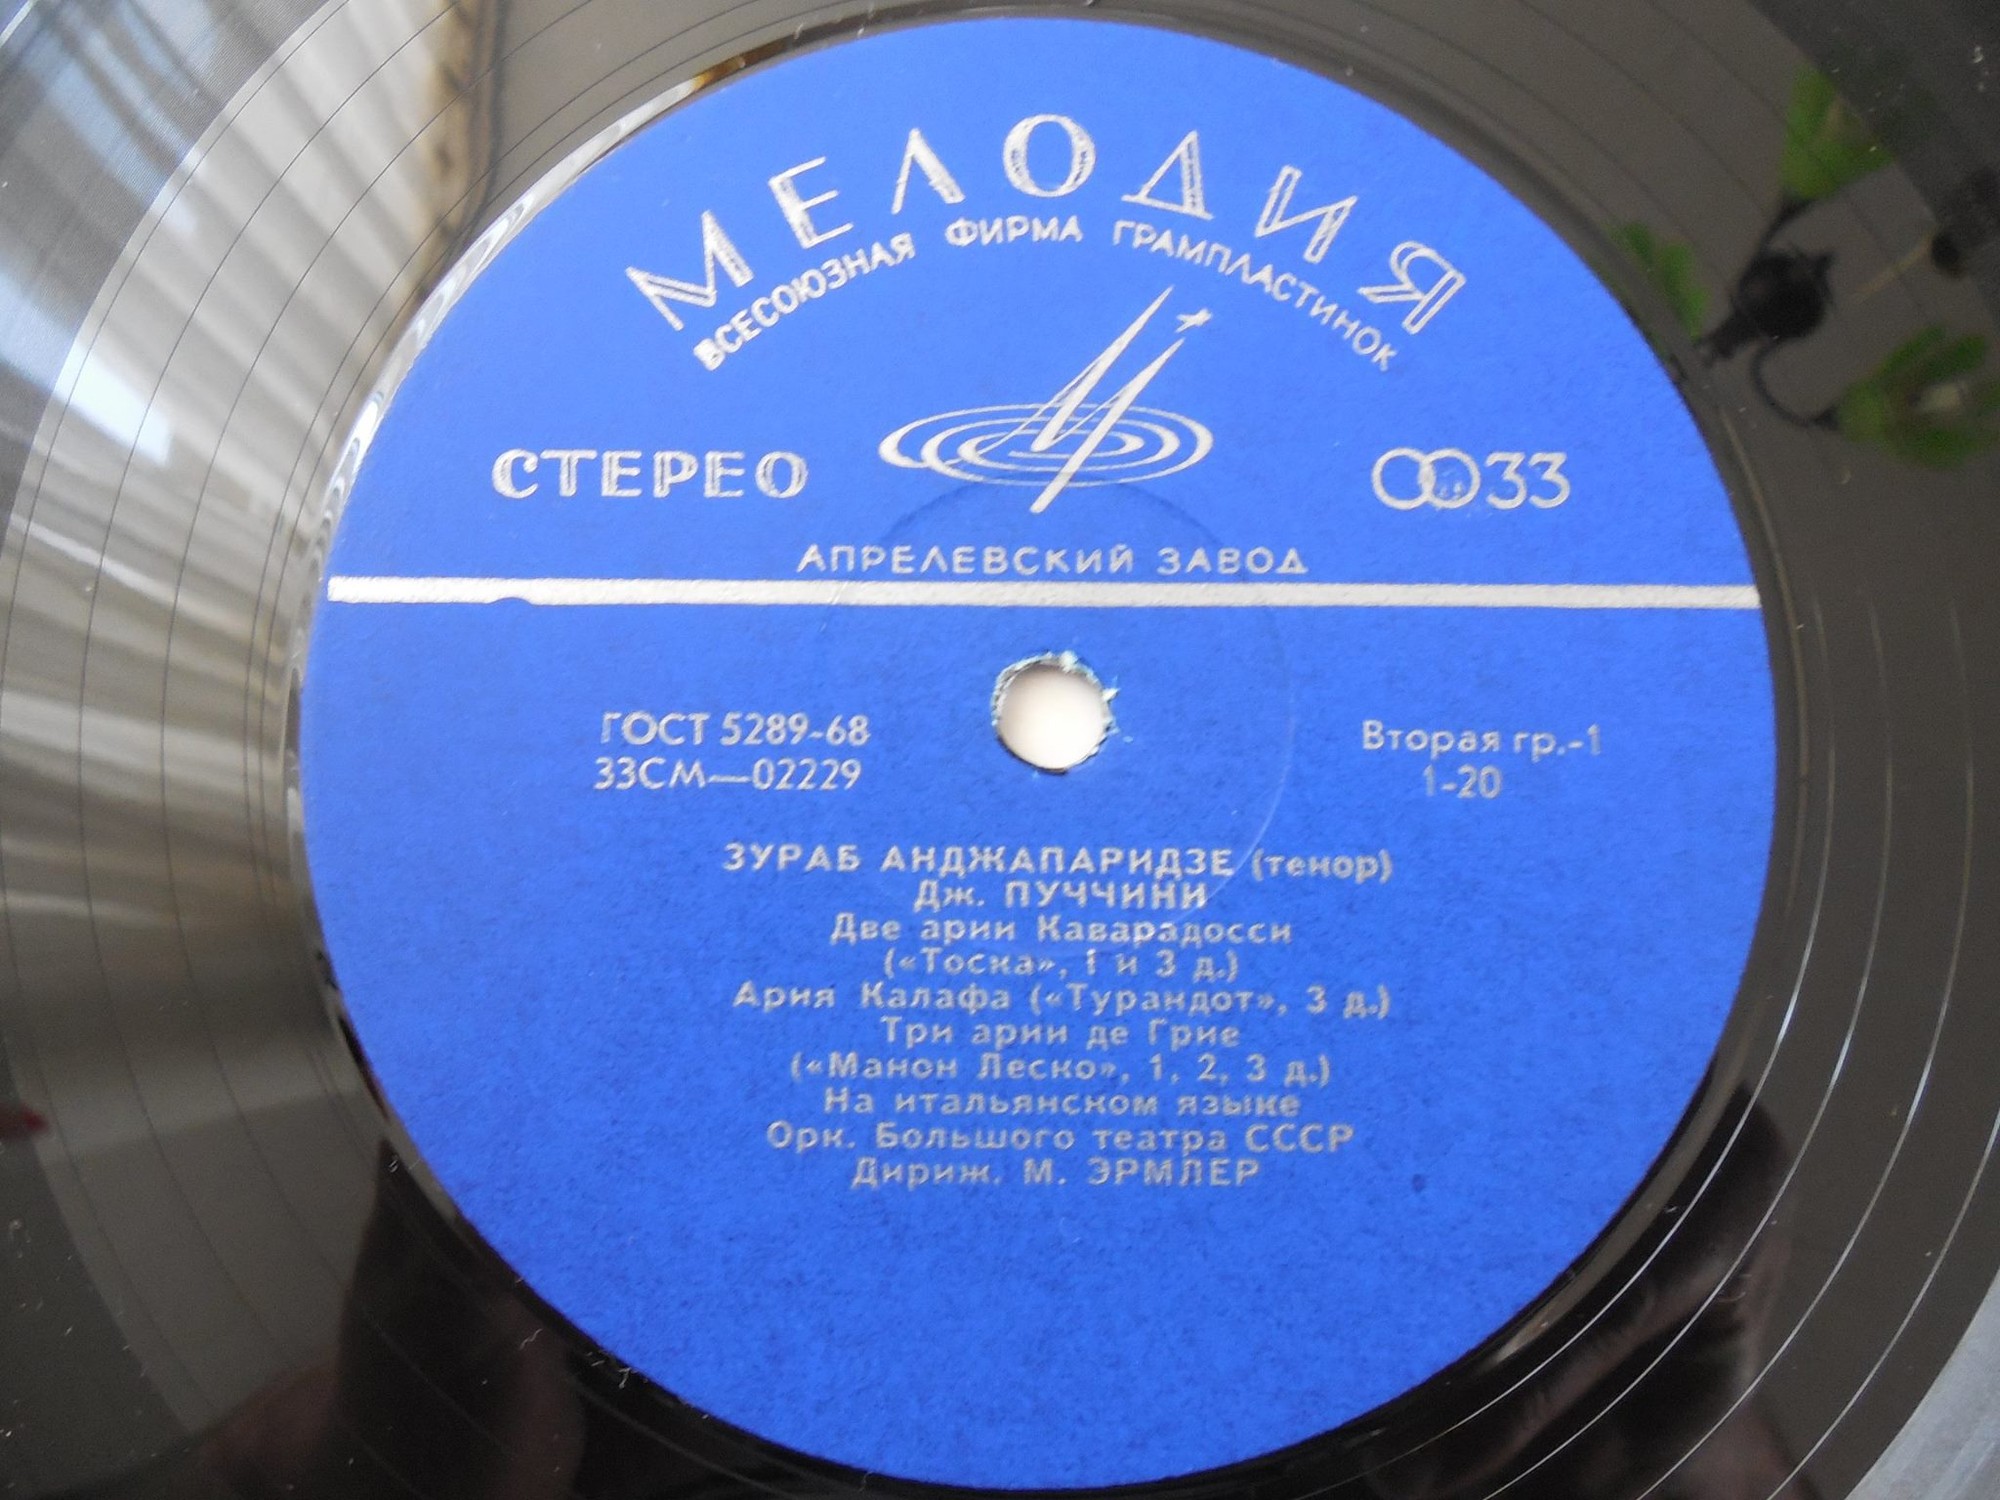 МЕЛОДИЯ
ВСЕСОЮЗНАЯ ФИРМА ГРАМПЛАСТИНОК
СТЕРЕО
33
АПРЕЛЕВСКИЙ ЗАВОД
ГОСТ 5289-68
Вторая гр.-1
33СМ—02229
1-20
ЗУРАБ АНДЖАПАРИДЗЕ (тенор)
Дж. ПУЧЧИНИ
Две арии Каварадосси
(«Тоска», 1 и 3 д.)
Ария Калафа («Турандот», 3 д.)
Три арии де Грие
(«Манон Леско», 1, 2, 3 д.)
На итальянском языке
Орк. Большого театра СССР
Дириж. М. ЭРМЛЕР